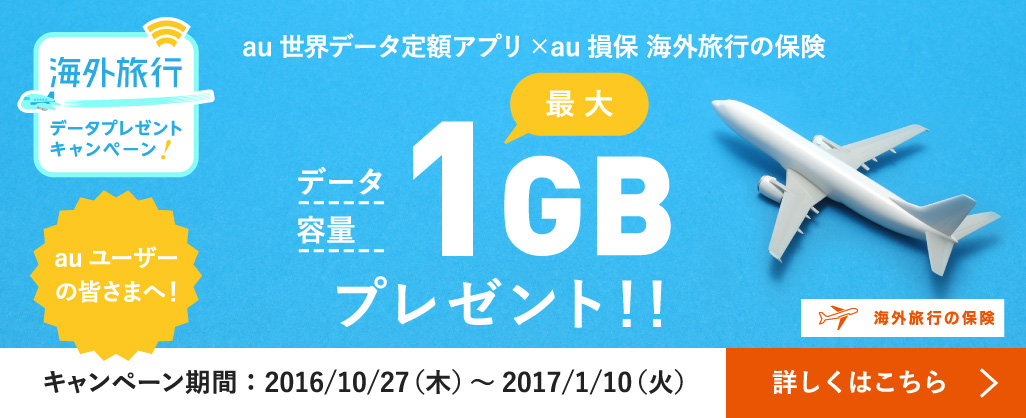 海外旅行
データプレゼント
キャンペーン!
au 世界データ定額アプリ×au 損保 海外旅行の保険
最大
データ
容量
1GB
プレゼント!!
au ユーザー
の皆さまへ!
海外旅行の保険
キャンペーン期間：2016/10/27（木）～2017/1/10（火）
詳しくはこちら